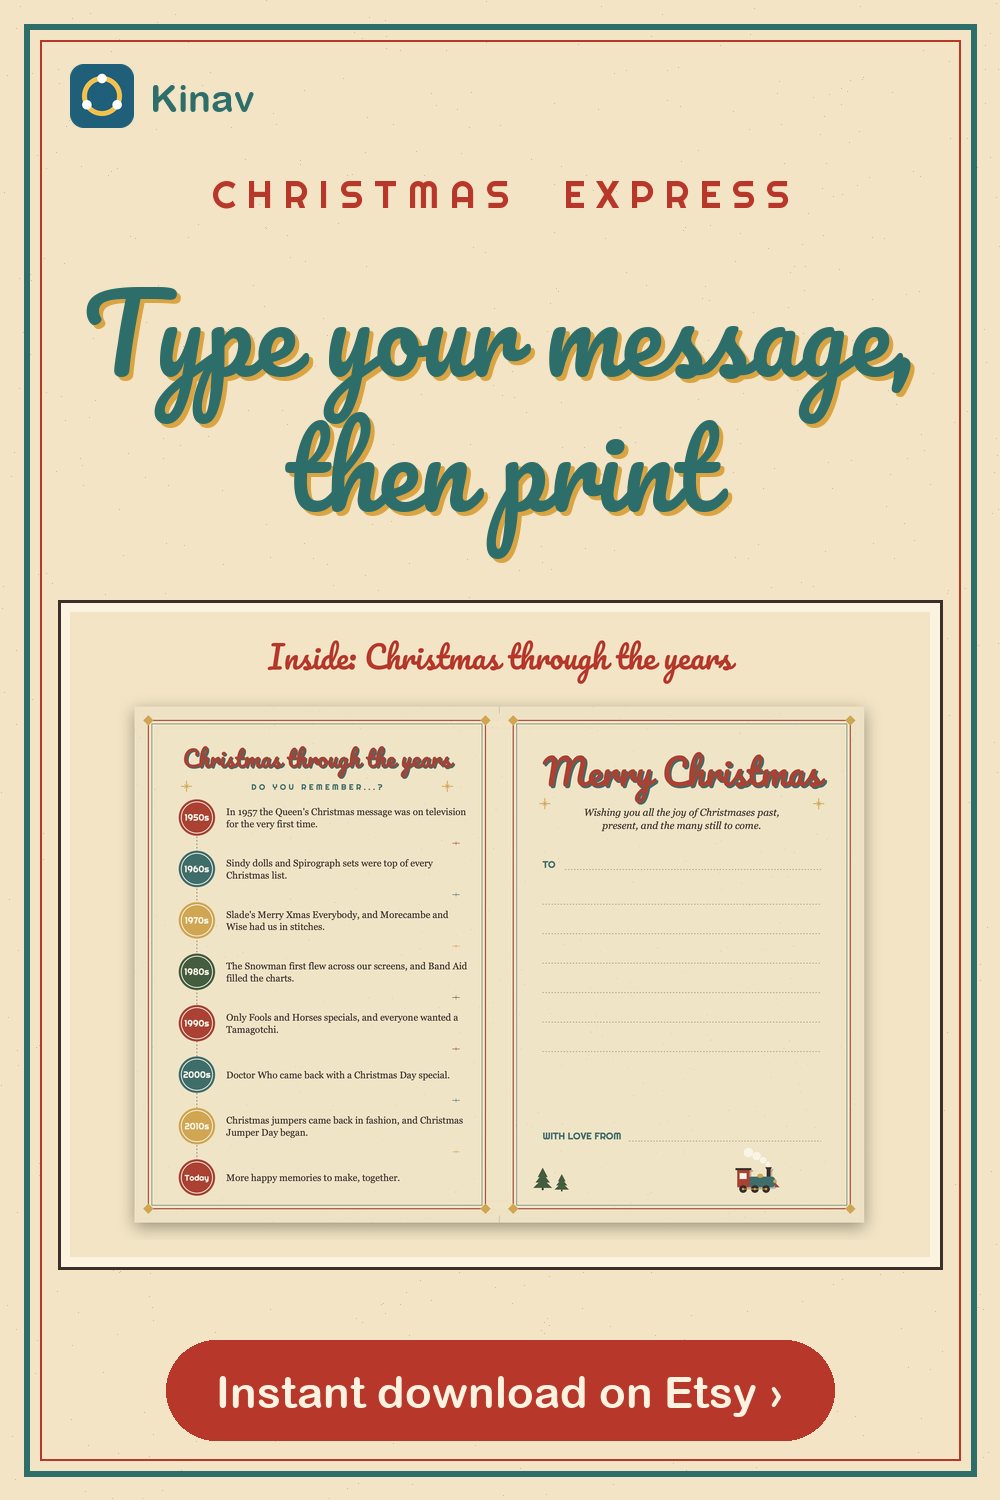 Kinav
CHRISTMAS EXPRESS
Type your message,
then print
Inside: Christmas through the years
Christmas through the years
DO YOU REMEMBER...?
1950s
In 1957 the Queen's Christmas message was on television
for the very first time.
1960s
Sindy dolls and Spirograph sets were top of every
Christmas list.
1970s
Slade's Merry Xmas Everybody, and Morecambe and
Wise had us in stitches.
1980s
The Snowman first flew across our screens, and Band Aid
filled the charts.
1990s
Only Fools and Horses specials, and everyone wanted a
Tamagotchi.
2000s
Doctor Who came back with a Christmas Day special.
2010s
Christmas jumpers came back in fashion, and Christmas
Jumper Day began.
Today
More happy memories to make, together.
Merry Christmas
Wishing you all the joy of Christmases past,
present, and the many still to come.
TO
WITH LOVE FROM
Instant download on Etsy ›